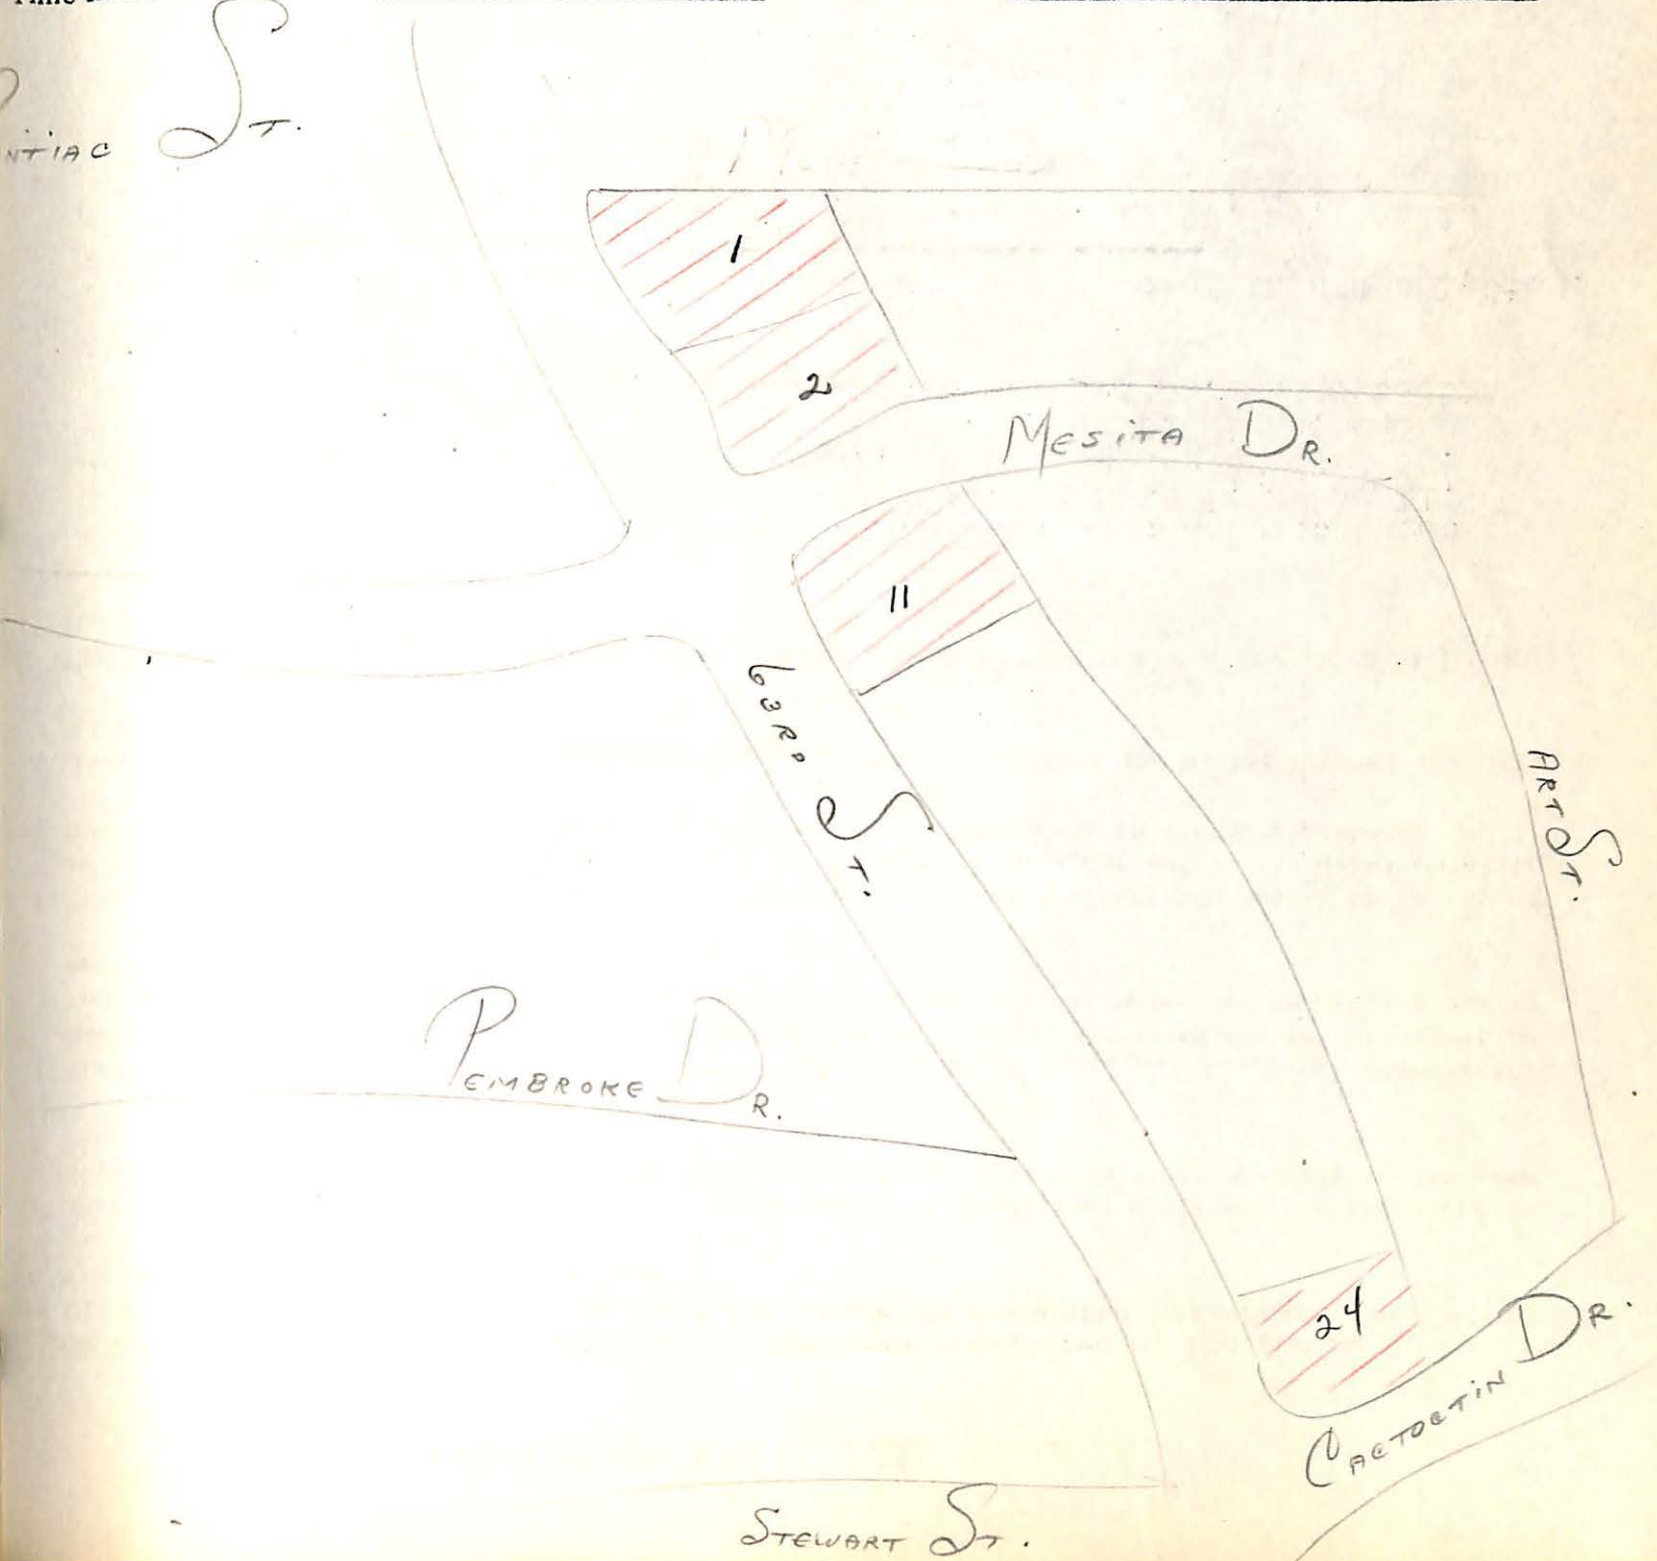 NTIAC ST.
1
2
MESITA DR.
11
63RD ST.
ART ST.
PEMBROKE DR.
24
CACTOCTIN DR.
STEWART ST.